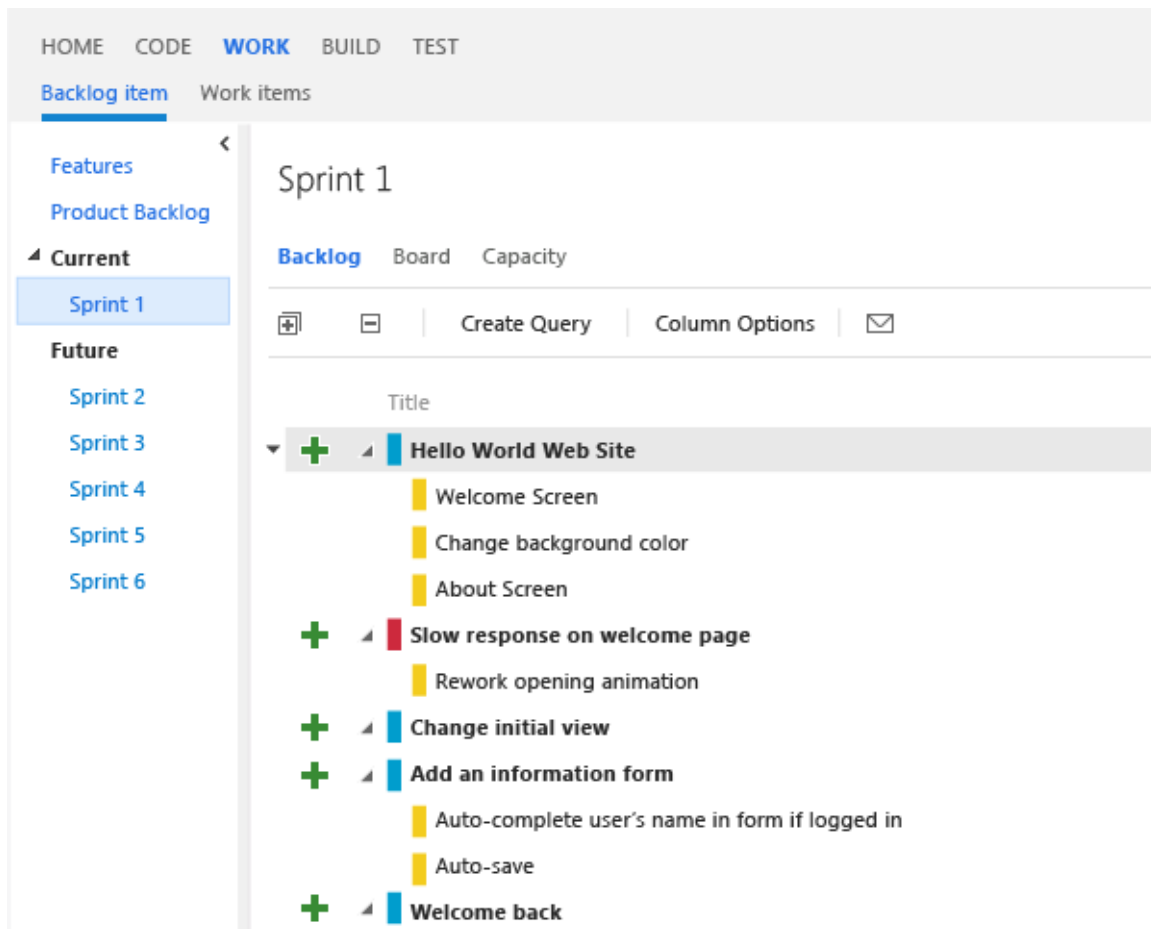 HOME CODE WORK BUILD TEST
Backlog item Work items
Features
Product Backlog
Current
Sprint 1
Future
Sprint 2
Sprint 3
Sprint 4
Sprint 5
Sprint 6
Sprint 1
Backlog Board Capacity
Create Query Column Options
Title
Hello World Web Site
Welcome Screen
Change background color
About Screen
Slow response on welcome page
Rework opening animation
Change initial view
Add an information form
Auto-complete user's name in form if logged in
Auto-save
Welcome back